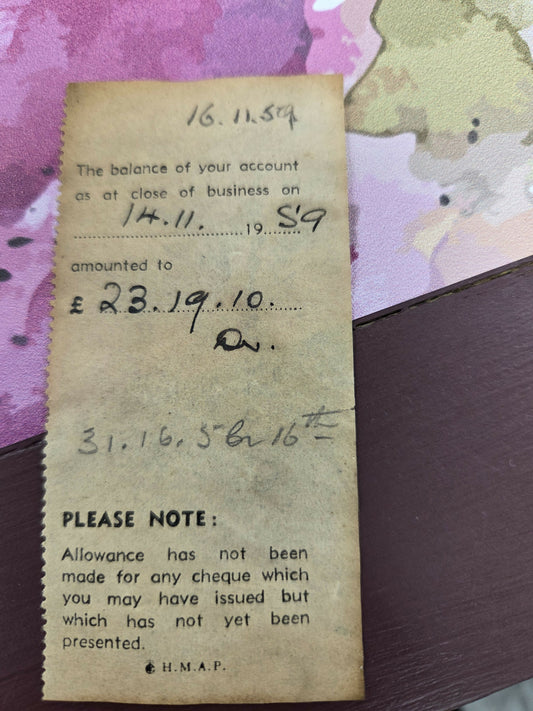 16.11.59
The balance of your account
as at close of business on
14.11. 19 59
amounted to
£ 23.19.10.
Dr.
31.16.5 Cr 16th
PLEASE NOTE:
Allowance has not been
made for any cheque which
you may have issued but
which has not yet been
presented.
H.M.A.P.